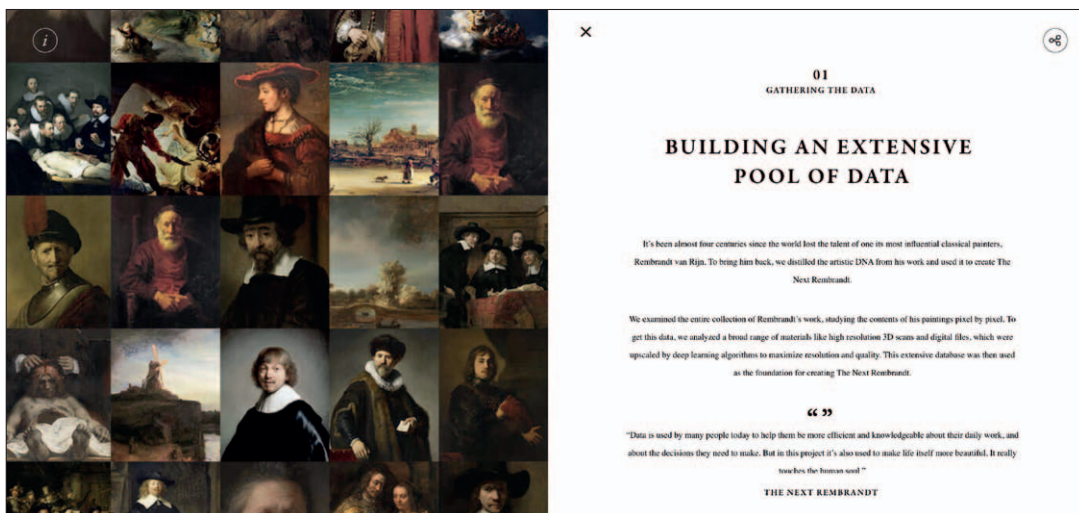 i
01
GATHERING THE DATA
BUILDING AN EXTENSIVE
POOL OF DATA
It's been almost four centuries since the world lost the talent of one its most influential classical painters,
Rembrandt van Rijn. To bring him back, we distilled the artistic DNA from his work and used it to create The
Next Rembrandt.
We examined the entire collection of Rembrandt's work, studying the contents of his paintings pixel by pixel. To
get this data, we analyzed a broad range of materials like high resolution 3D scans and digital files, which were
upscaled by deep learning algorithms to maximize resolution and quality. This extensive database was then used
as the foundation for creating The Next Rembrandt.
“ ”
“Data is used by many people today to help them be more efficient and knowledgeable about their daily work, and
about the decisions they need to make. But in this project it's also used to make life itself more beautiful. It really
touches the human soul.”
THE NEXT REMBRANDT